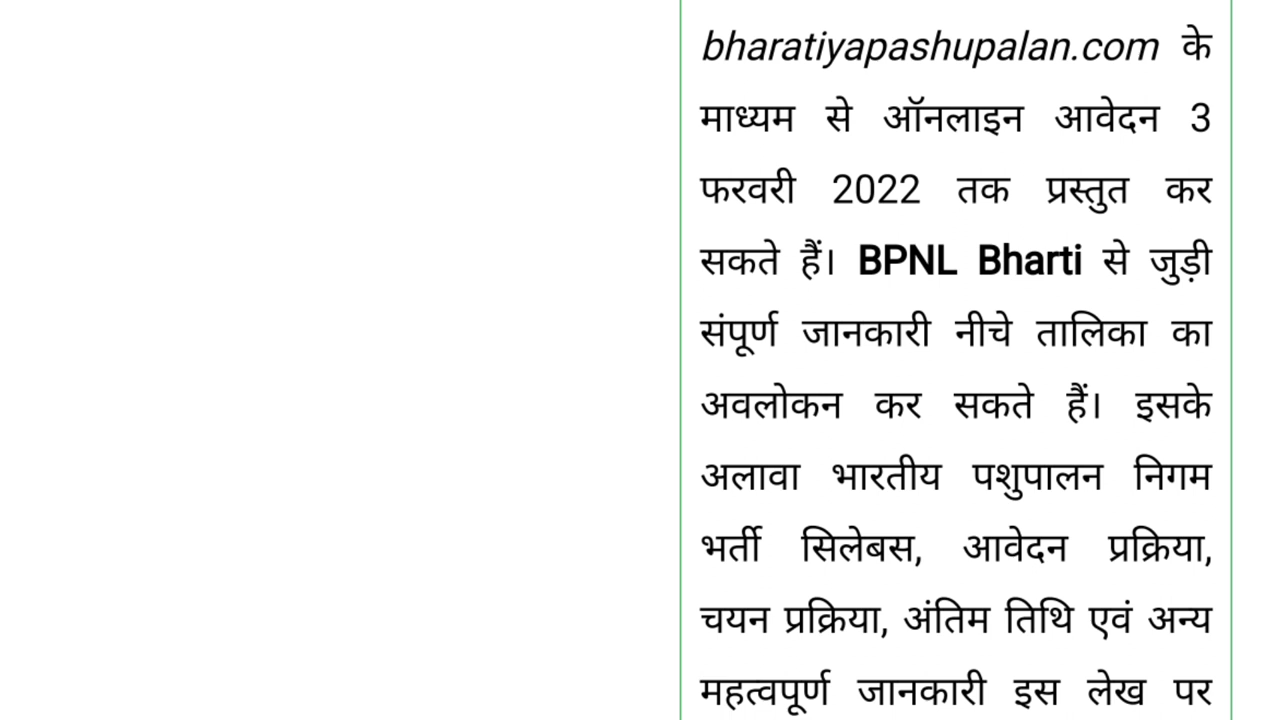 bharatiyapashupalan.com के
माध्यम से ऑनलाइन आवेदन 3
फरवरी 2022 तक प्रस्तुत कर
सकते हैं। BPNL Bharti से जुड़ी
संपूर्ण जानकारी नीचे तालिका का
अवलोकन कर सकते हैं। इसके
अलावा भारतीय पशुपालन निगम
भर्ती सिलेबस, आवेदन प्रक्रिया,
चयन प्रक्रिया, अंतिम तिथि एवं अन्य
महत्वपूर्ण जानकारी इस लेख पर